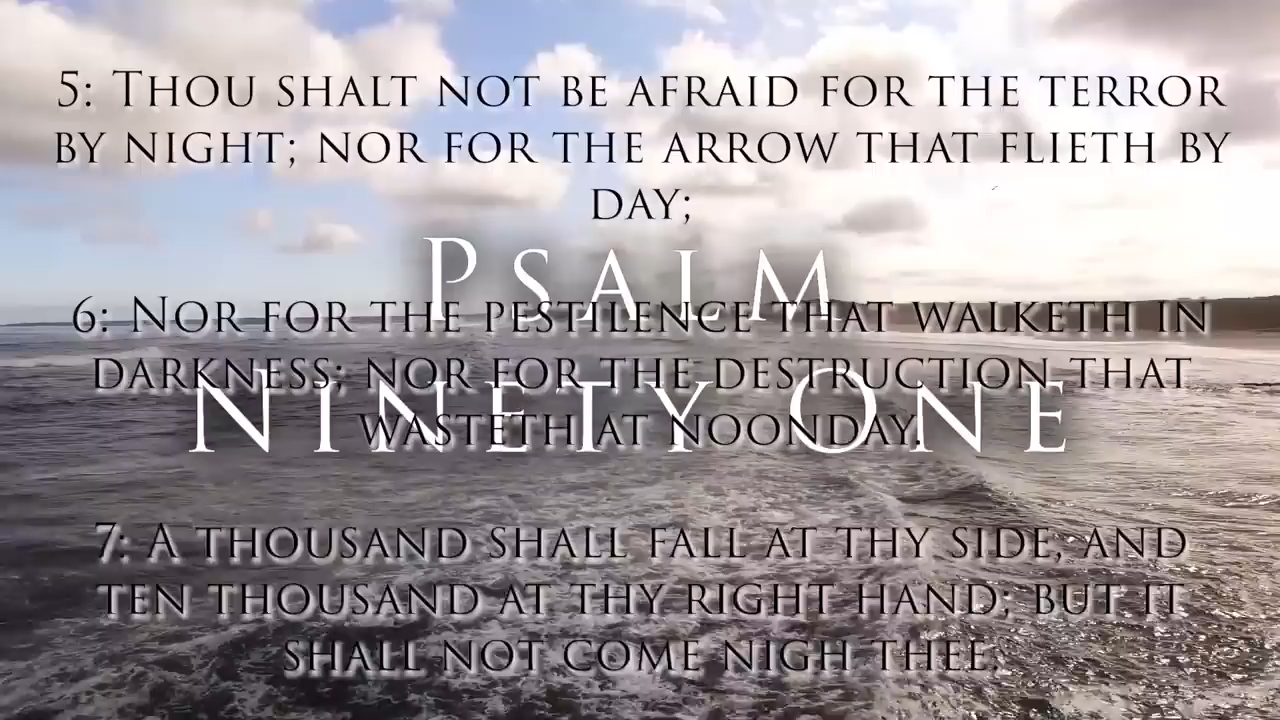 5: Thou shalt not be afraid for the terror
by night; nor for the arrow that flieth by
day;
Psalm
6: Nor for the pestilence that walketh in
darkness; nor for the destruction that
Ninety One
wasteth at noonday.
7: A thousand shall fall at thy side, and
ten thousand at thy right hand; but it
shall not come nigh thee.